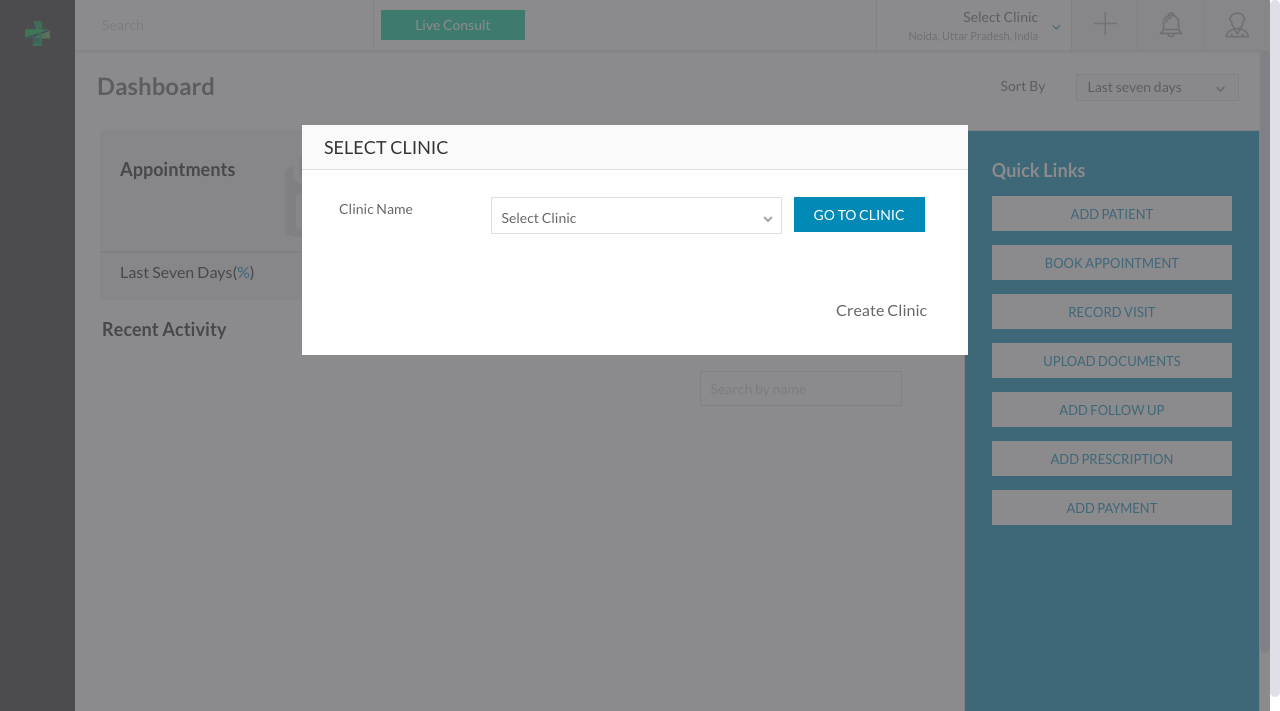 Search
Live Consult
Select Clinic
Noida, Uttar Pradesh, India
Dashboard
Sort By
Last seven days
SELECT CLINIC
Clinic Name
Select Clinic
GO TO CLINIC
Create Clinic
Appointments
Last Seven Days(%)
Recent Activity
Search by name
Quick Links
ADD PATIENT
BOOK APPOINTMENT
RECORD VISIT
UPLOAD DOCUMENTS
ADD FOLLOW UP
ADD PRESCRIPTION
ADD PAYMENT